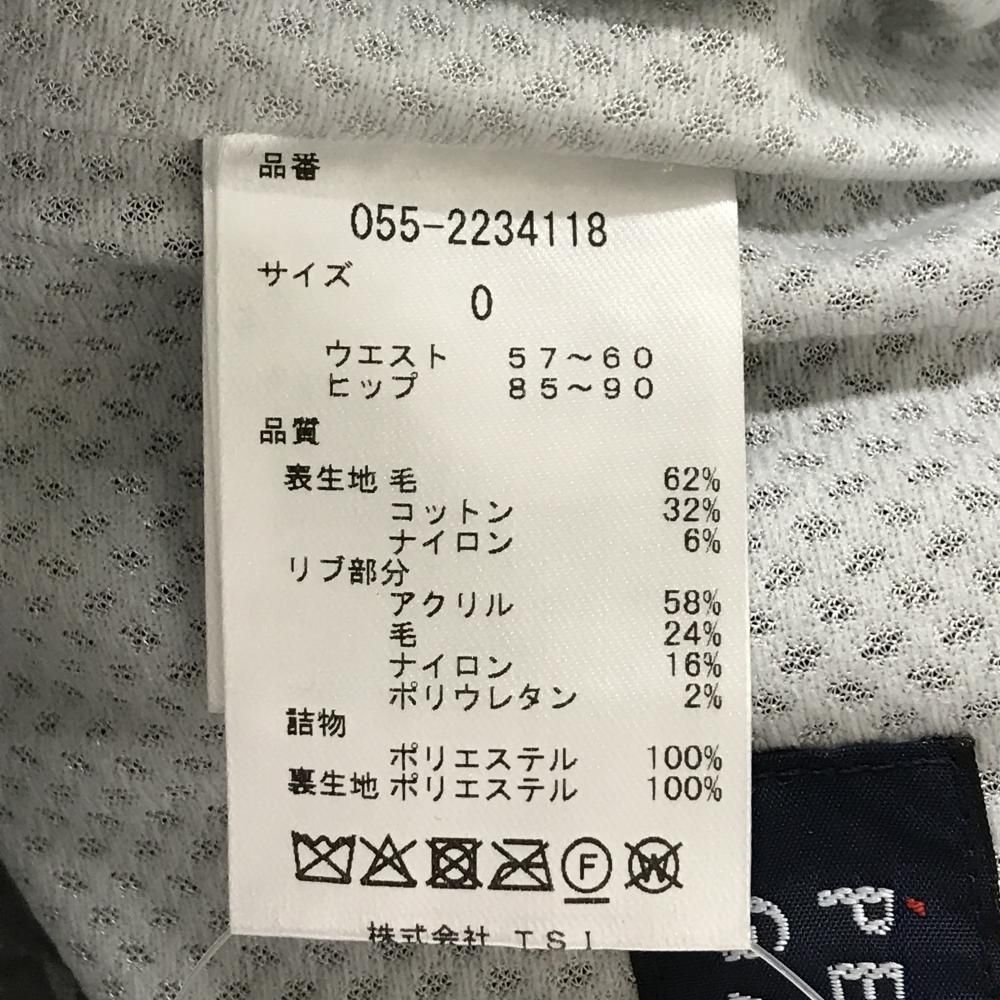 品番
055-2234118
サイズ
0
ウエスト 57～60
ヒップ 85～90
品質
表生地 毛 62%
コットン 32%
ナイロン 6%
リブ部分
アクリル 58%
毛 24%
ナイロン 16%
ポリウレタン 2%
詰物
ポリエステル 100%
裏生地 ポリエステル 100%
F W
株式会社 TSI
PE